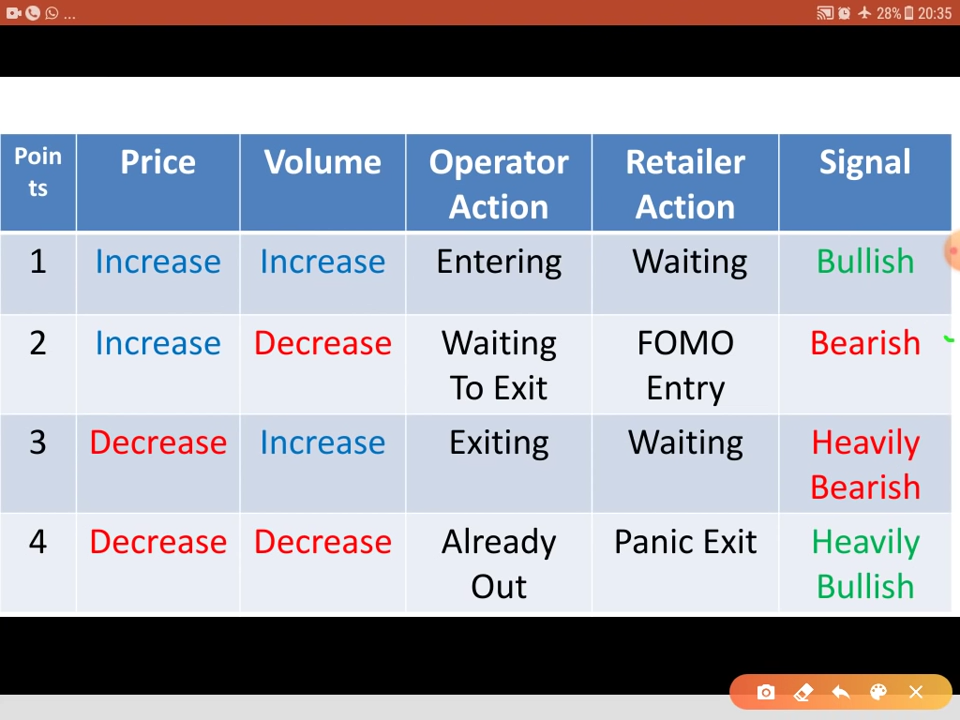 ... 28% 20:35
Poin Price Volume Operator Retailer Signal
ts Action Action
1 Increase Increase Entering Waiting Bullish
2 Increase Decrease Waiting FOMO Bearish
To Exit Entry
3 Decrease Increase Exiting Waiting Heavily
Bearish
4 Decrease Decrease Already Panic Exit Heavily
Out Bullish